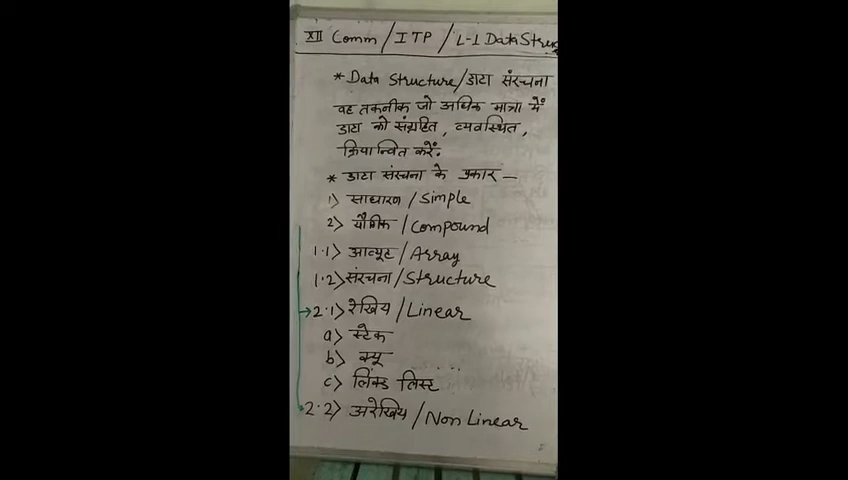 XII Comm / ITP / L-1 Data Struc
* Data Structure/डाटा संरचना
वह तकनीक जो अधिक मात्रा में
डाटा को संग्रहित, व्यवस्थित,
क्रियान्वित करें.
* डाटा संरचना के प्रकार —
1> साधारण / Simple
2> यौगिक / Compound
1.1> आव्यूह / Array
1.2> संरचना / Structure
2.1> रेखिय / Linear
a> स्टेक
b> क्यू
c> लिंक्ड लिस्ट
2.2> अरेखिय / Non Linear